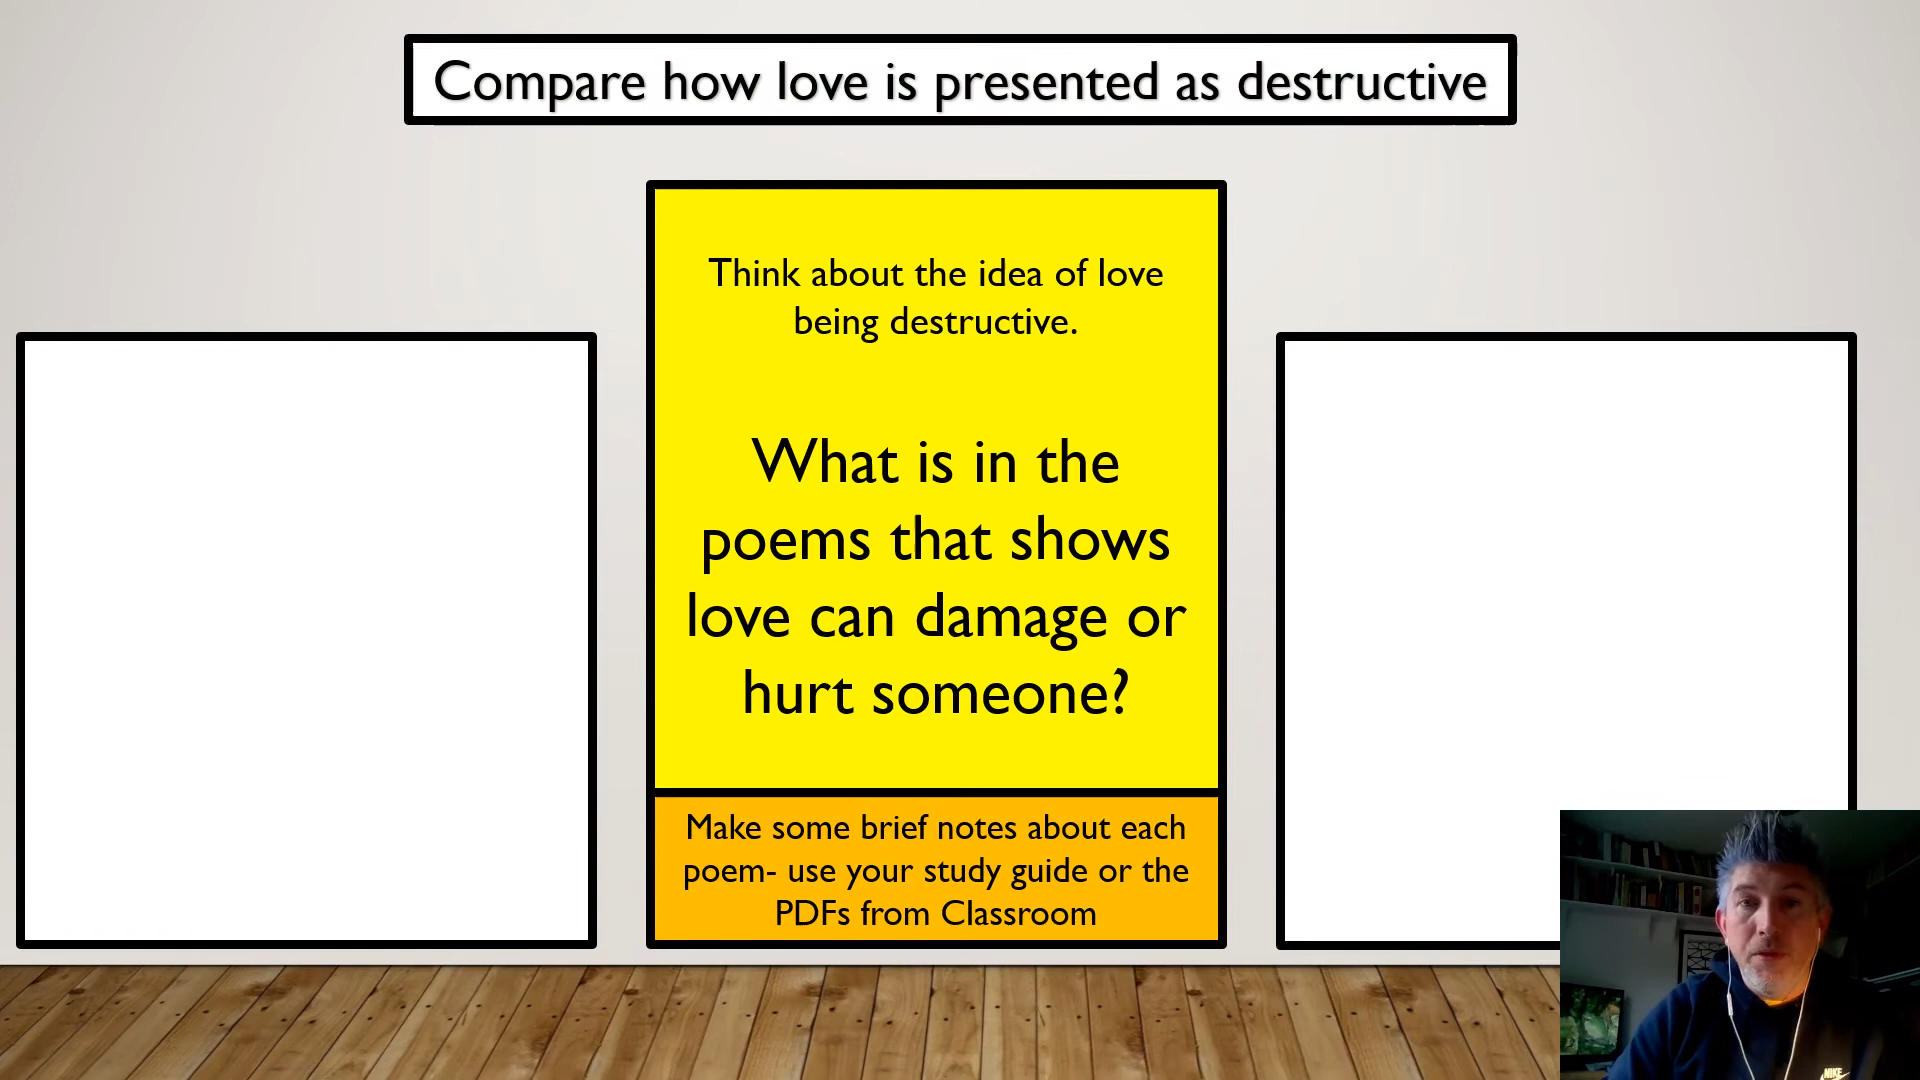 Compare how love is presented as destructive
Think about the idea of love
being destructive.
What is in the
poems that shows
love can damage or
hurt someone?
Make some brief notes about each
poem- use your study guide or the
PDFs from Classroom
NIKE